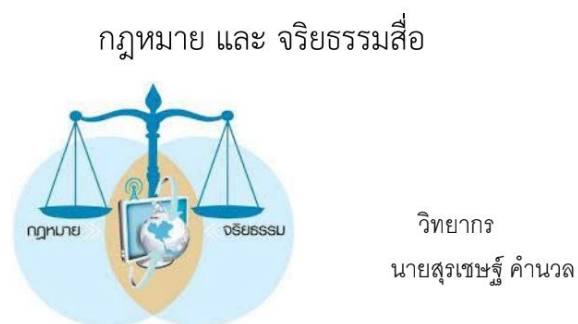 กฎหมาย และ จริยธรรมสื่อ
กฎหมาย
จริยธรรม
วิทยากร
นายสุรเชษฐ์ คำนวล